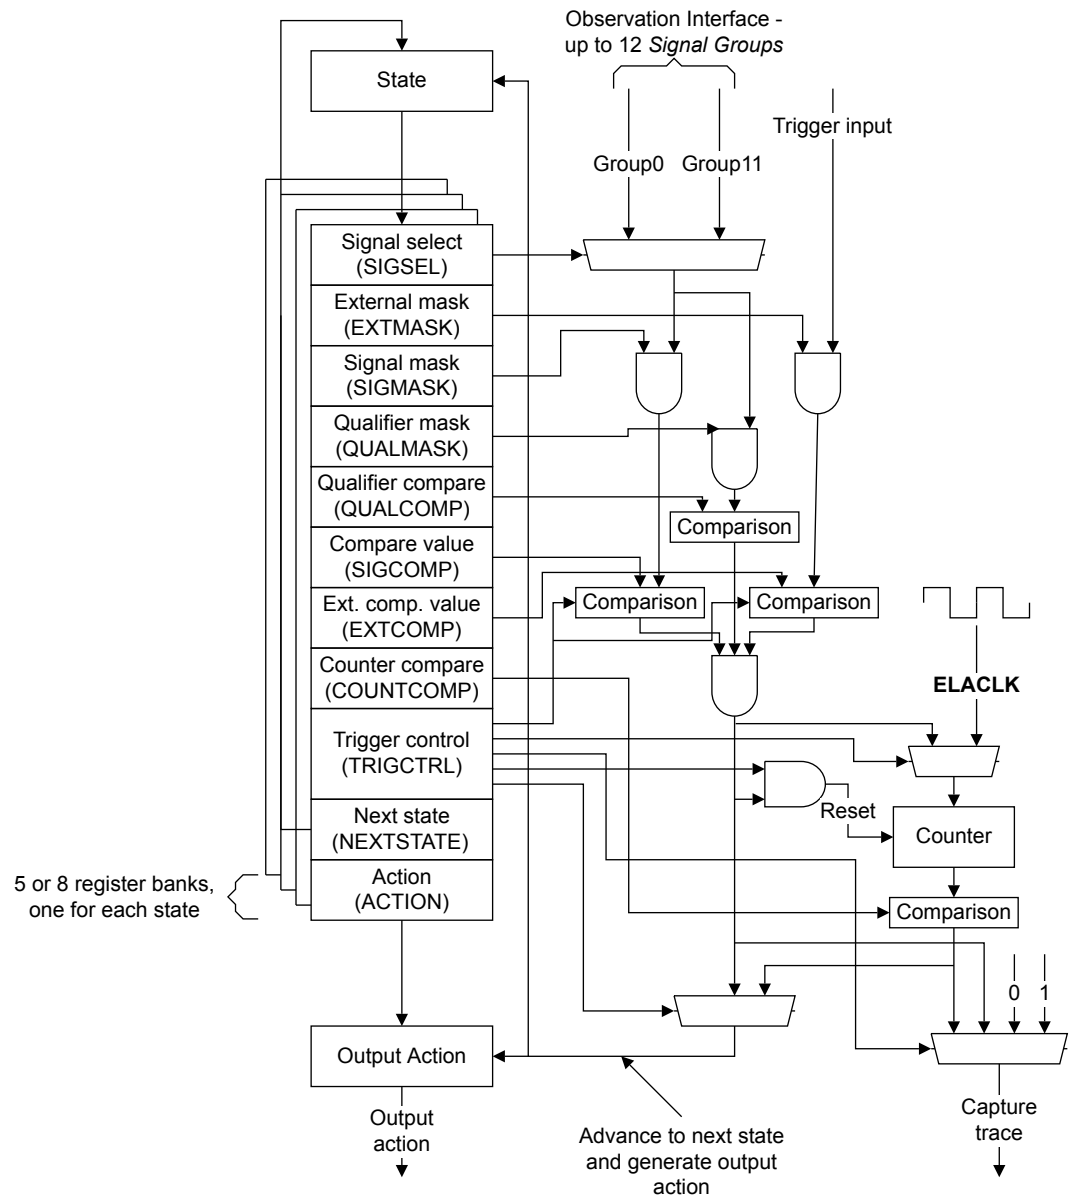 Observation Interface -
up to 12 Signal Groups
State
Trigger input
Group0
Group11
Signal select
(SIGSEL)
External mask
(EXTMASK)
Signal mask
(SIGMASK)
Qualifier mask
(QUALMASK)
Qualifier compare
(QUALCOMP)
Comparison
Compare value
(SIGCOMP)
Ext. comp. value
(EXTCOMP)
Comparison
Comparison
Counter compare
(COUNTCOMP)
ELACLK
Trigger control
(TRIGCTRL)
Reset
Next state
(NEXTSTATE)
Counter
5 or 8 register banks,
one for each state
Action
(ACTION)
Comparison
0
1
Output Action
Output
action
Advance to next state
and generate output
action
Capture
trace